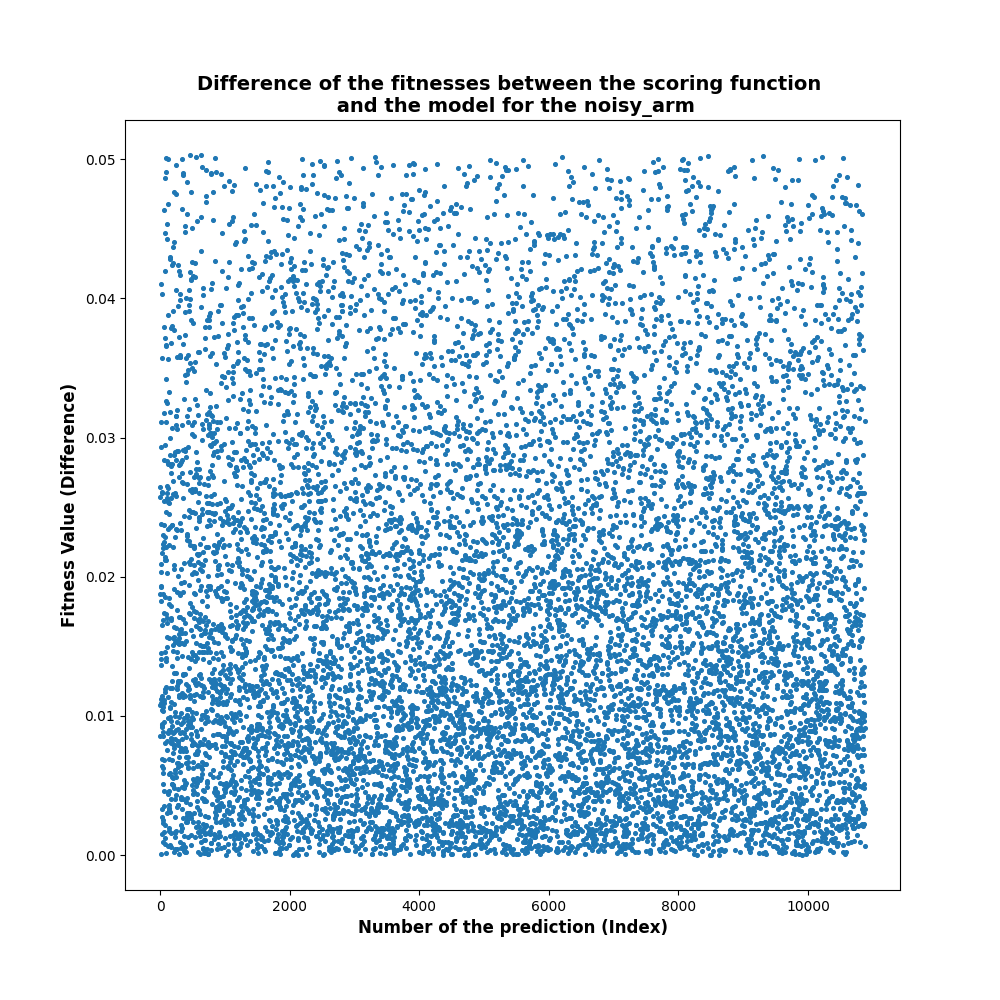 Difference of the fitnesses between the scoring function
and the model for the noisy_arm
Fitness Value (Difference)
0.05
0.04
0.03
0.02
0.01
0.00
0 2000 4000 6000 8000 10000
Number of the prediction (Index)